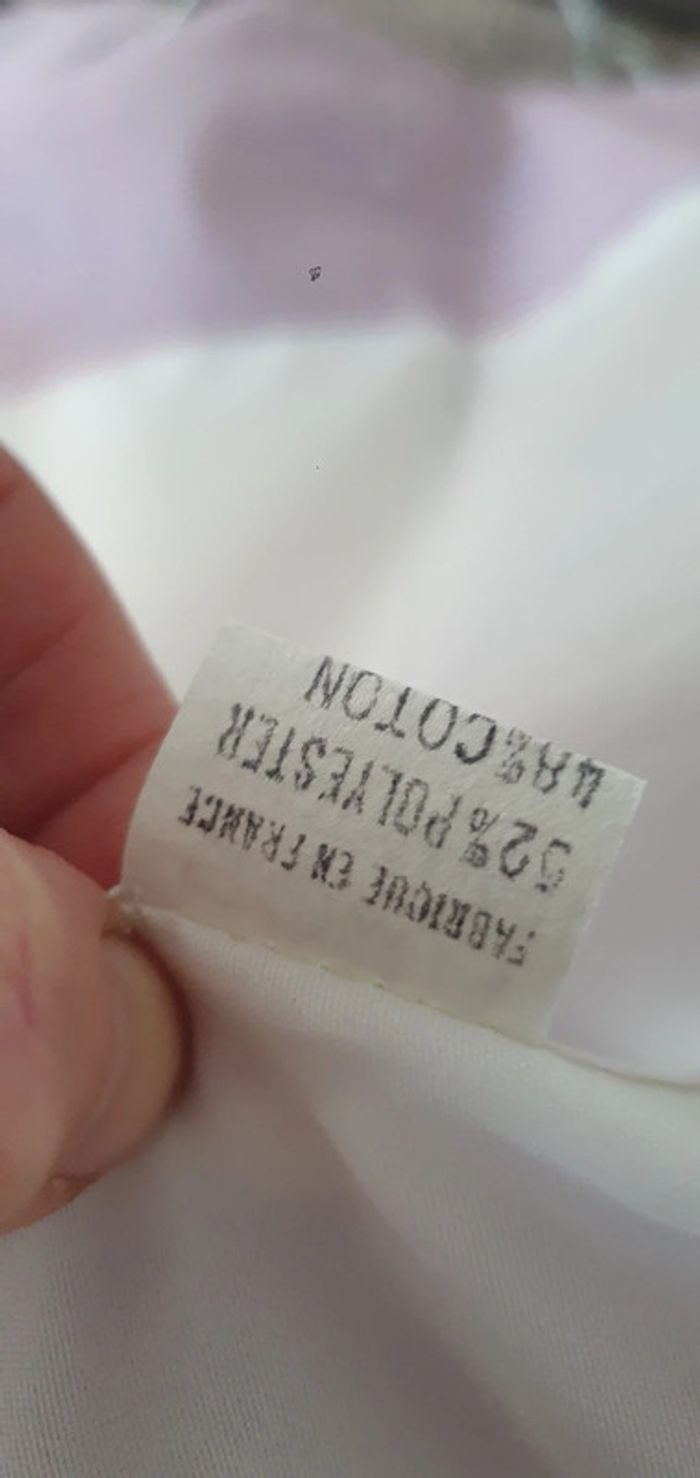 FABRIQUE EN FRANCE
52%POLYESTER
48%COTON